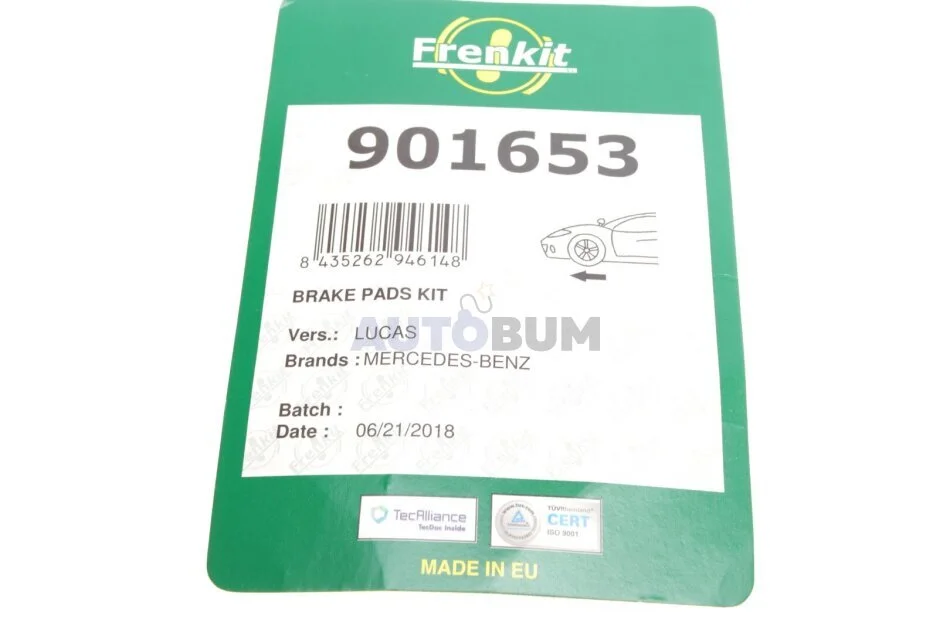 Frenkit
901653
8 435262 946148
BRAKE PADS KIT
AUTOBUM
Vers.: LUCAS
Brands : MERCEDES-BENZ
Batch :
Date : 06/21/2018
TecAlliance
TecDoc Inside
TÜVRheinland®
CERT
ISO 9001
MADE IN EU